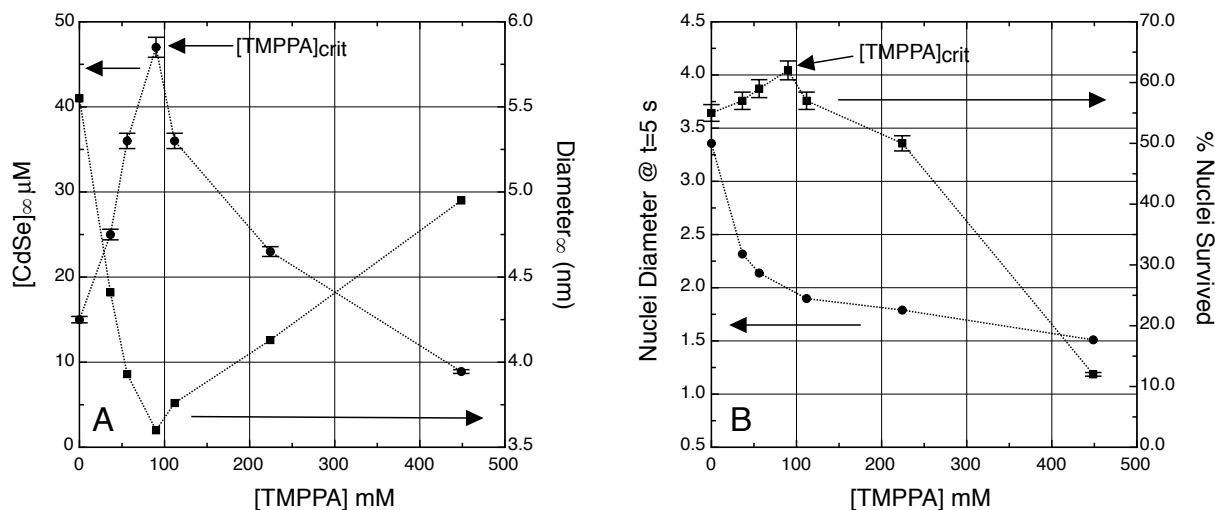 [CdSe]∞ µM
50
40
30
20
10
0
[TMPPA]crit
A
6.0
5.5
5.0
4.5
4.0
3.5
Diameter∞ (nm)
0 100 200 300 400 500
[TMPPA] mM
Nuclei Diameter @ t=5 s
4.5
4.0
3.5
3.0
2.5
2.0
1.5
1.0
0.5
[TMPPA]crit
B
70.0
60.0
50.0
40.0
30.0
20.0
10.0
0.0
% Nuclei Survived
0 100 200 300 400 500
[TMPPA] mM